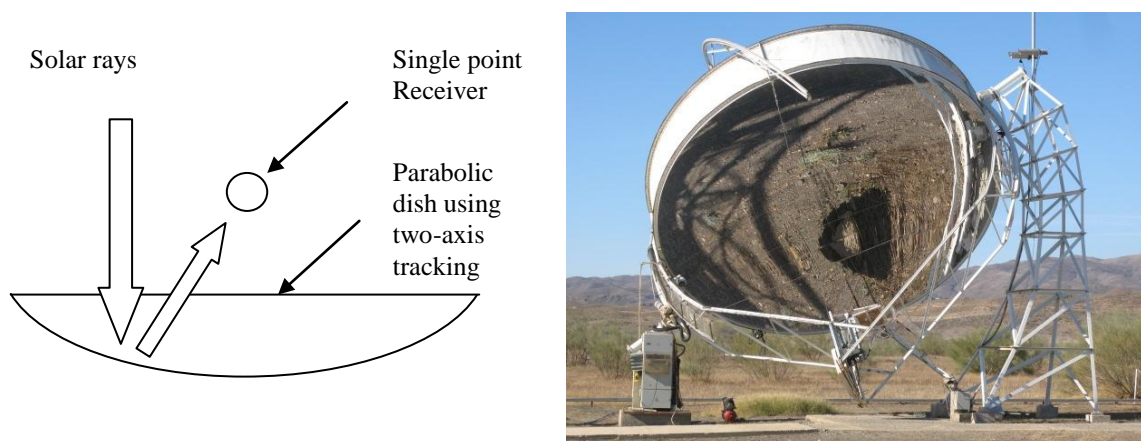 Solar rays
Single point
Receiver
Parabolic
dish using
two-axis
tracking